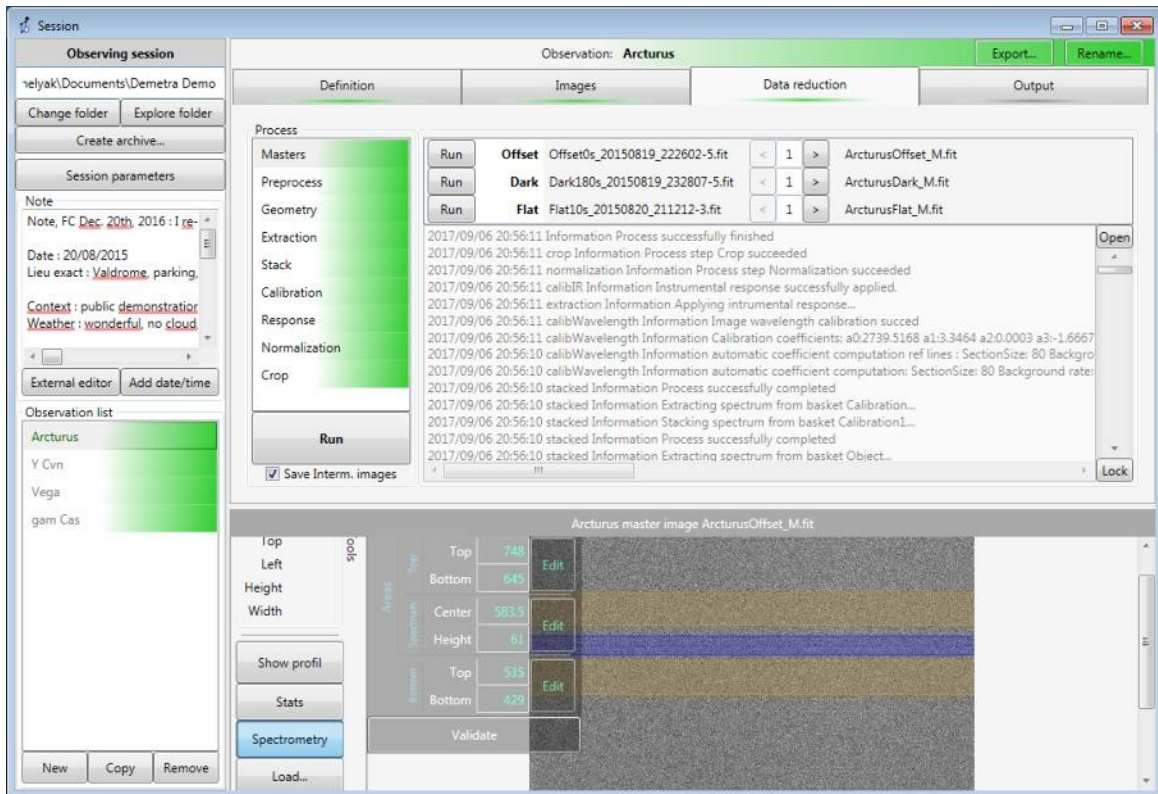 Session
Observing session
Observation: Arcturus
Export...
Rename...
nelyak\Documents\Demetra Demo
Definition
Images
Data reduction
Output
Change folder
Explore folder
Create archive...
Session parameters
Note
Note, FC Dec. 20th, 2016 : I re-
Date : 20/08/2015
Lieu exact : Valdrome, parking,
Context : public demonstration
Weather : wonderful, no cloud.
External editor
Add date/time
Observation list
Arcturus
Y Cvn
Vega
gam Cas
New
Copy
Remove
Process
Masters
Preprocess
Geometry
Extraction
Stack
Calibration
Response
Normalization
Crop
Run
Save Interm. images
Run Offset Offset0s_20150819_222602-5.fit < 1 > ArcturusOffset_M.fit
Run Dark Dark180s_20150819_232807-5.fit < 1 > ArcturusDark_M.fit
Run Flat Flat10s_20150820_211212-3.fit < 1 > ArcturusFlat_M.fit
2017/09/06 20:56:11 Information Process successfully finished
2017/09/06 20:56:11 crop Information Process step Crop succeeded
2017/09/06 20:56:11 normalization Information Process step Normalization succeeded
2017/09/06 20:56:11 calibIR Information Instrumental response successfully applied.
2017/09/06 20:56:11 extraction Information Applying intrumental response...
2017/09/06 20:56:11 calibWavelength Information Image wavelength calibration succed
2017/09/06 20:56:11 calibWavelength Information Calibration coefficients: a0:2739.5168 a1:3.3464 a2:0.0003 a3:-1.6667
2017/09/06 20:56:10 calibWavelength Information automatic coefficient computation ref lines : SectionSize: 80 Backgro
2017/09/06 20:56:10 calibWavelength Information automatic coefficient computation: SectionSize: 80 Background rate:
2017/09/06 20:56:10 stacked Information Process successfully completed
2017/09/06 20:56:10 stacked Information Extracting spectrum from basket Calibration...
2017/09/06 20:56:10 stacked Information Stacking spectrum from basket Calibration1...
2017/09/06 20:56:10 stacked Information Process successfully completed
2017/09/06 20:56:10 stacked Information Extracting spectrum from basket Object...
Open
Lock
Arcturus master image ArcturusOffset_M.fit
Top
Left
Height
Width
ools
Show profil
Stats
Spectrometry
Load...
Areas
Top
Top 748
Bottom 645
Edit
Spectrum
Center 583.5
Height 61
Edit
Bottom
Top 535
Bottom 429
Edit
Validate